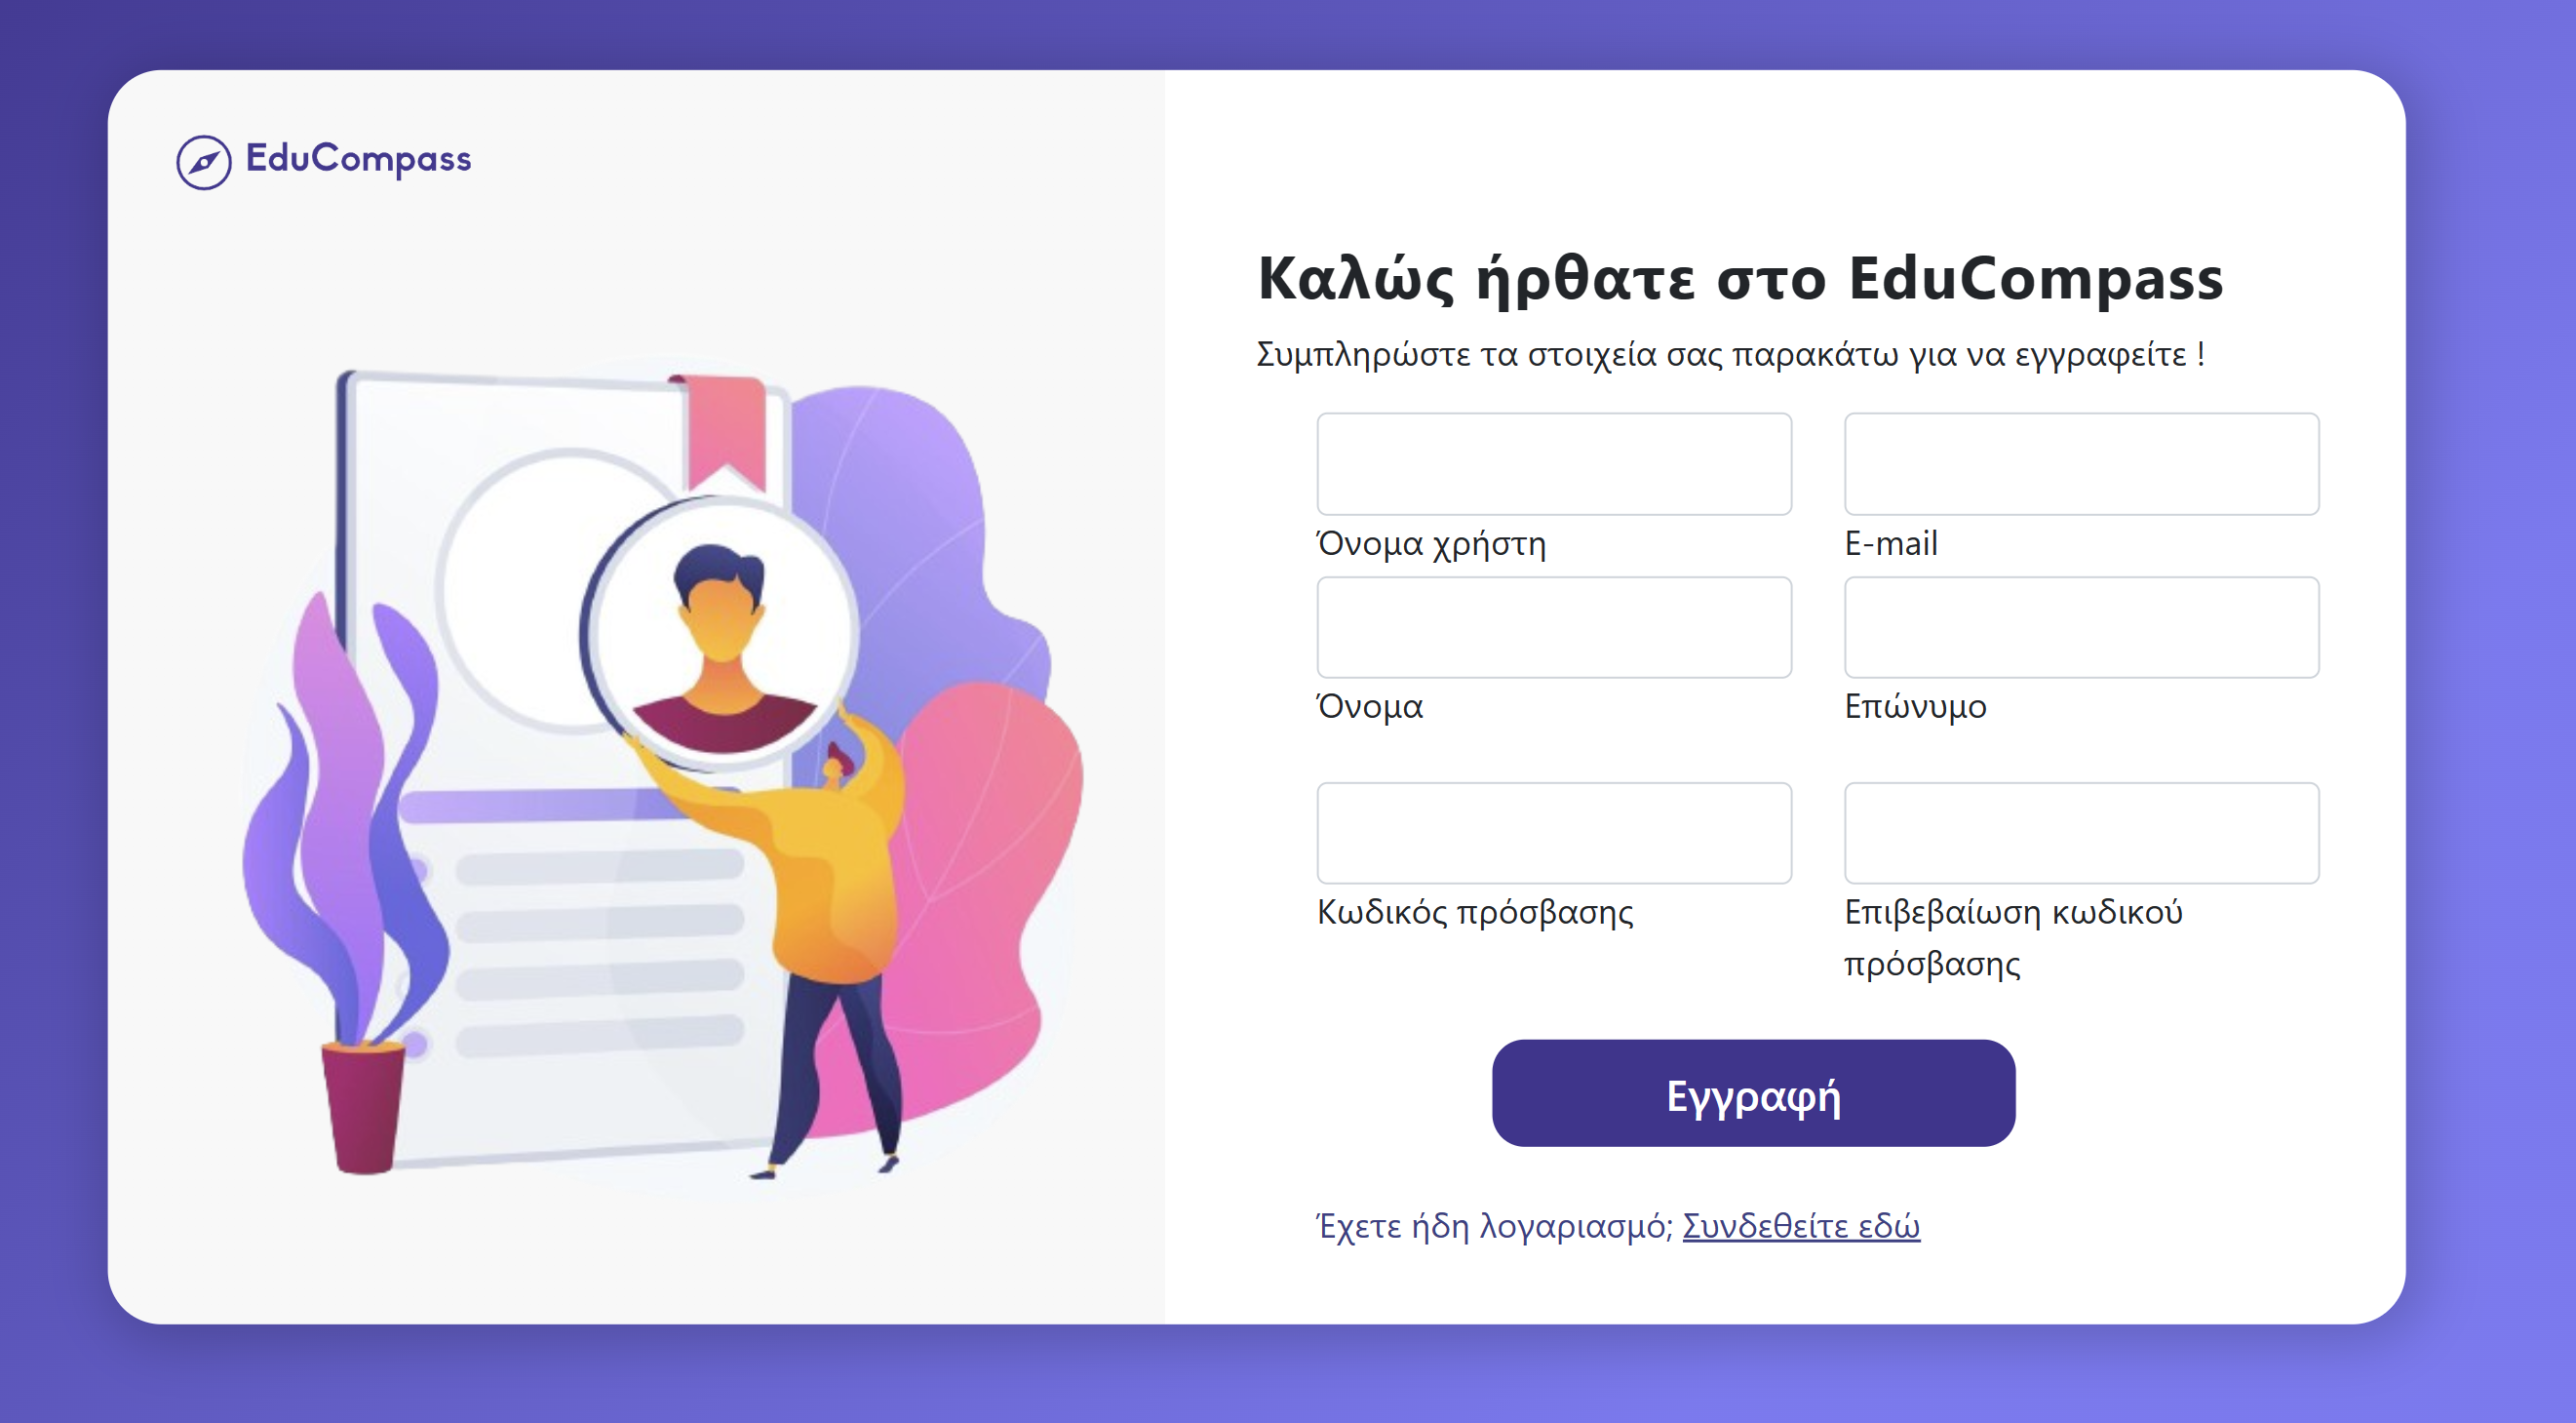 EduCompass
Καλώς ήρθατε στο EduCompass
Συμπληρώστε τα στοιχεία σας παρακάτω για να εγγραφείτε !
Όνομα χρήστη
E-mail
Όνομα
Επώνυμο
Κωδικός πρόσβασης
Επιβεβαίωση κωδικού
πρόσβασης
Εγγραφή
Έχετε ήδη λογαριασμό; Συνδεθείτε εδώ